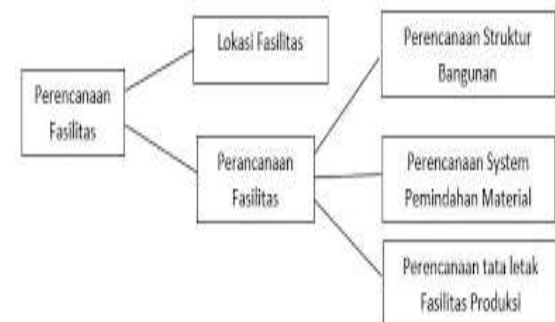 Lokasi Fasilitas
Perencanaan Struktur
Bangunan
Perencanaan
Fasilitas
Perancanaan
Fasilitas
Perencanaan System
Pemindahan Material
Perencanaan tata letak
Fasilitas Produksi